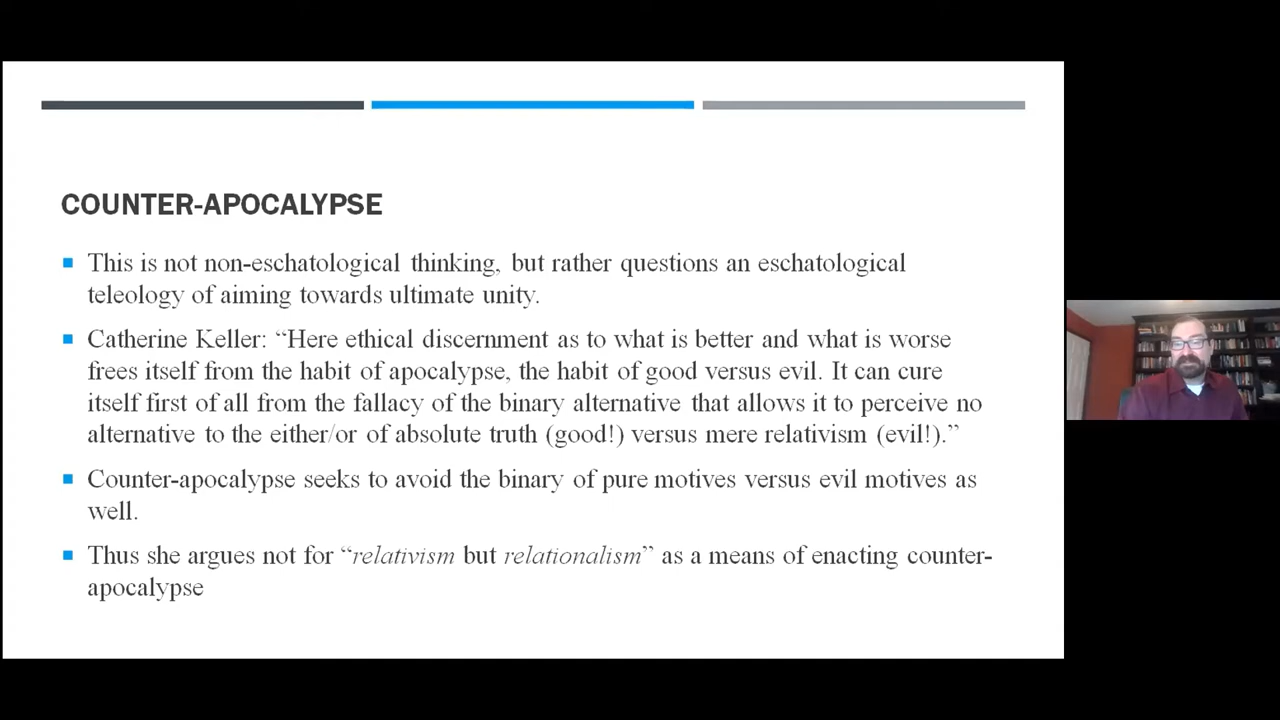 COUNTER-APOCALYPSE
This is not non-eschatological thinking, but rather questions an eschatological
teleology of aiming towards ultimate unity.
Catherine Keller: “Here ethical discernment as to what is better and what is worse
frees itself from the habit of apocalypse, the habit of good versus evil. It can cure
itself first of all from the fallacy of the binary alternative that allows it to perceive no
alternative to the either/or of absolute truth (good!) versus mere relativism (evil!).”
Counter-apocalypse seeks to avoid the binary of pure motives versus evil motives as
well.
Thus she argues not for “relativism but relationalism” as a means of enacting counter-
apocalypse